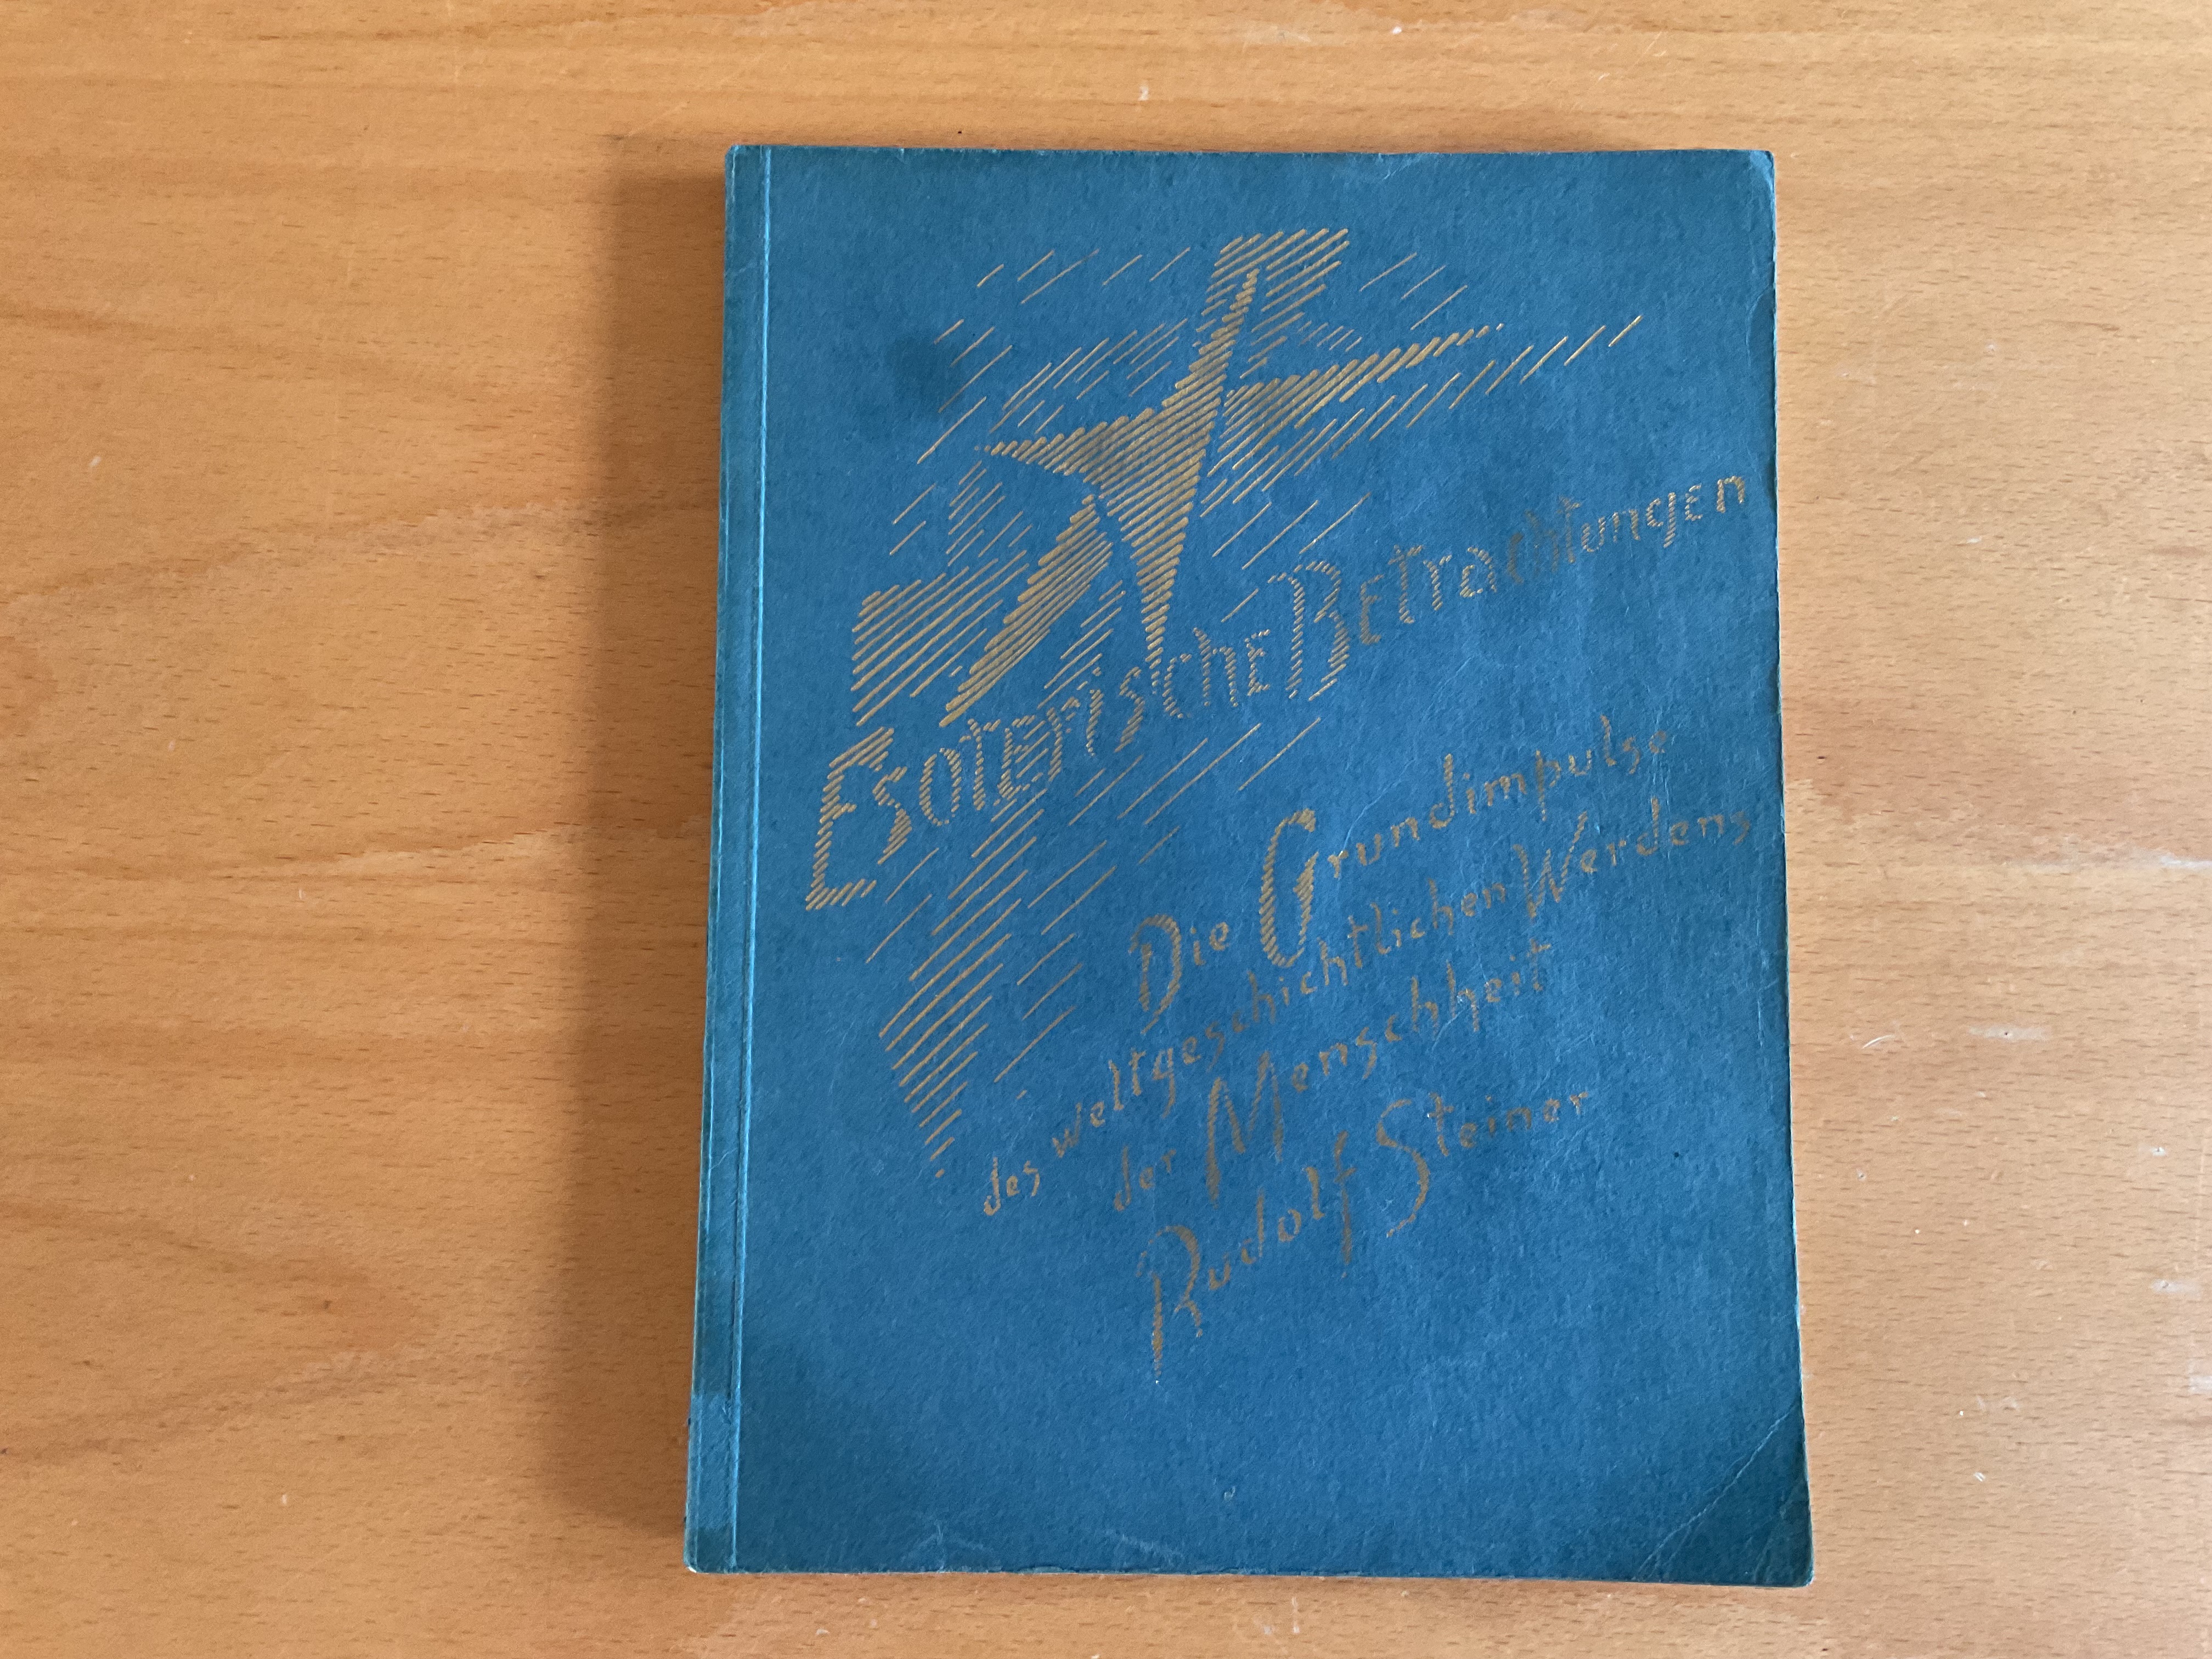 Esoterische Betrachtungen
Die Grundimpulse
des weltgeschichtlichen Werdens
der Menschheit
Rudolf Steiner